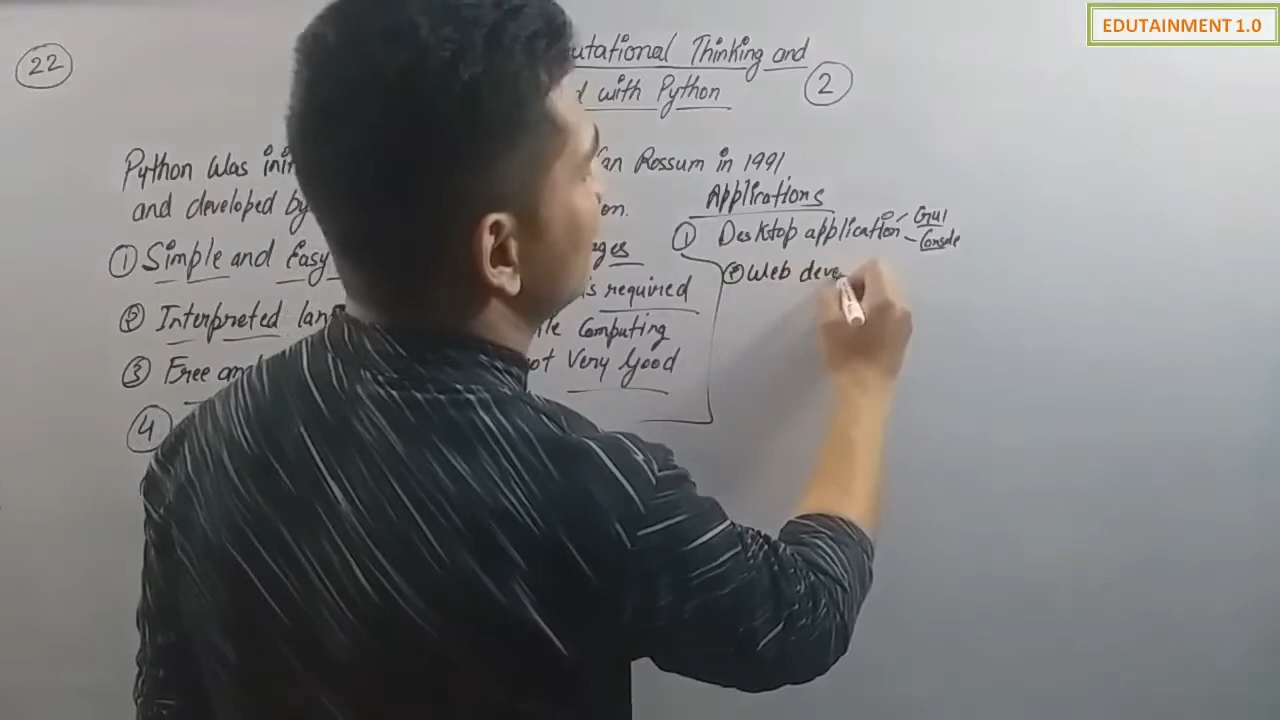 EDUTAINMENT 1.0
22
utational Thinking and
with Python
2
Python Was ini an Rossum in 1991
and developed by on.
Applications
① Simple and Easy ges
① Desktop application - GUI
- Console
② Web deve
② Interpreted lan is required
Computing
③ Free an ot Very Good
④